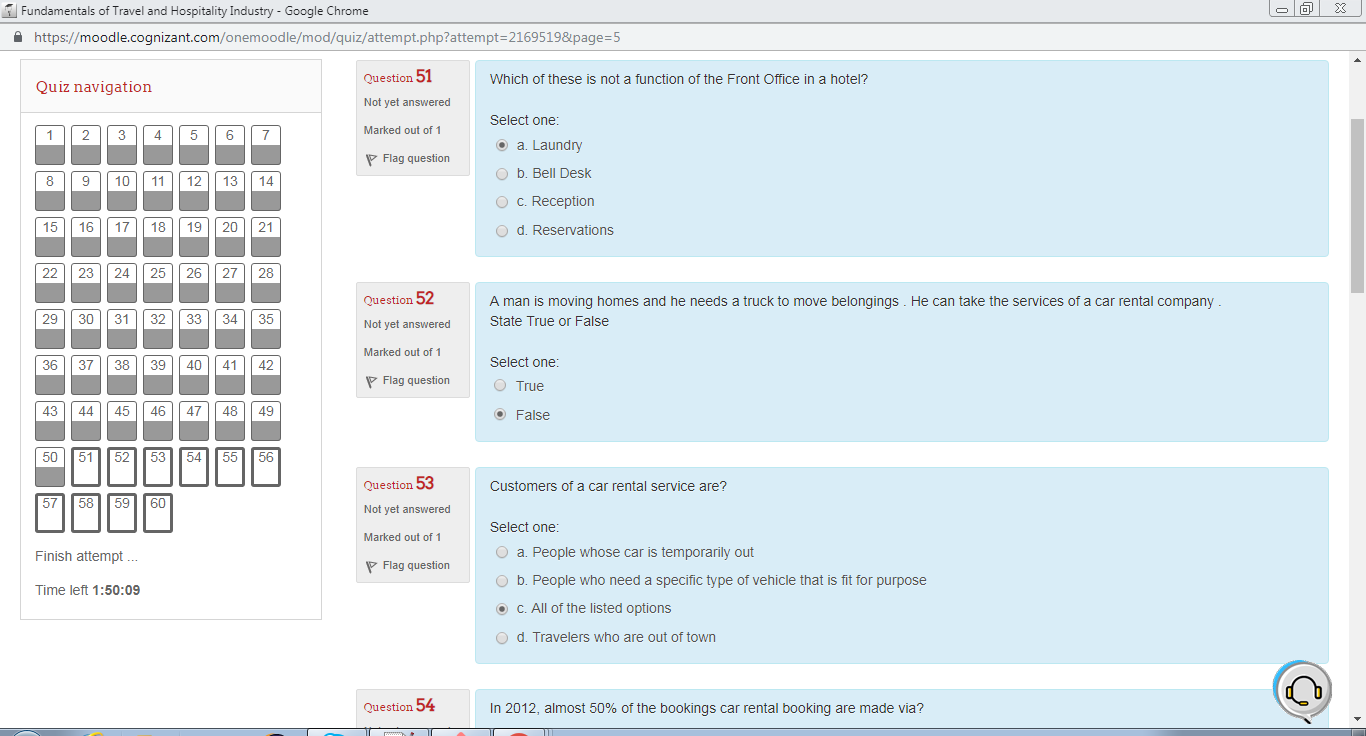 Fundamentals of Travel and Hospitality Industry - Google Chrome
https://moodle.cognizant.com/onemoodle/mod/quiz/attempt.php?attempt=2169519&page=5
Quiz navigation
1 2 3 4 5 6 7
8 9 10 11 12 13 14
15 16 17 18 19 20 21
22 23 24 25 26 27 28
29 30 31 32 33 34 35
36 37 38 39 40 41 42
43 44 45 46 47 48 49
50 51 52 53 54 55 56
57 58 59 60
Finish attempt ...
Time left 1:50:09
Question 51
Not yet answered
Marked out of 1
Flag question
Which of these is not a function of the Front Office in a hotel?
Select one:
a. Laundry
b. Bell Desk
c. Reception
d. Reservations
Question 52
Not yet answered
Marked out of 1
Flag question
A man is moving homes and he needs a truck to move belongings . He can take the services of a car rental company .
State True or False
Select one:
True
False
Question 53
Not yet answered
Marked out of 1
Flag question
Customers of a car rental service are?
Select one:
a. People whose car is temporarily out
b. People who need a specific type of vehicle that is fit for purpose
c. All of the listed options
d. Travelers who are out of town
Question 54
In 2012, almost 50% of the bookings car rental booking are made via?